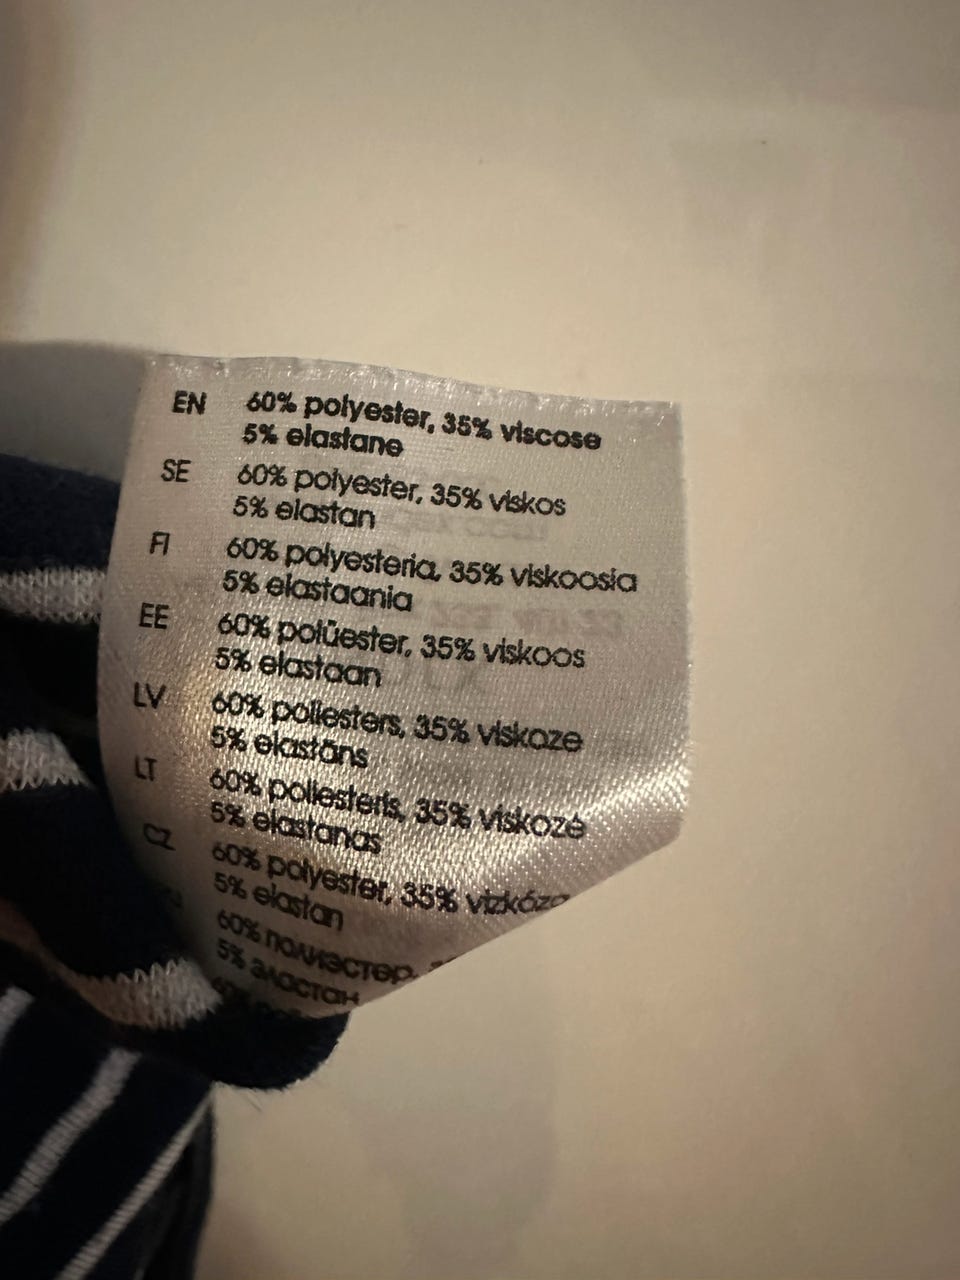 EN 60% polyester, 35% viscose
5% elastane
SE 60% polyester, 35% viskos
5% elastan
FI 60% polyesteria, 35% viskoosia
5% elastaania
EE 60% polüester, 35% viskoos
5% elastaan
LV 60% poliesters, 35% viskoze
5% elastāns
LT 60% poliesteris, 35% viskozė
5% elastanas
CZ 60% polyester, 35% vizkóza
5% elastan
60% полиэстер,
5% эластан